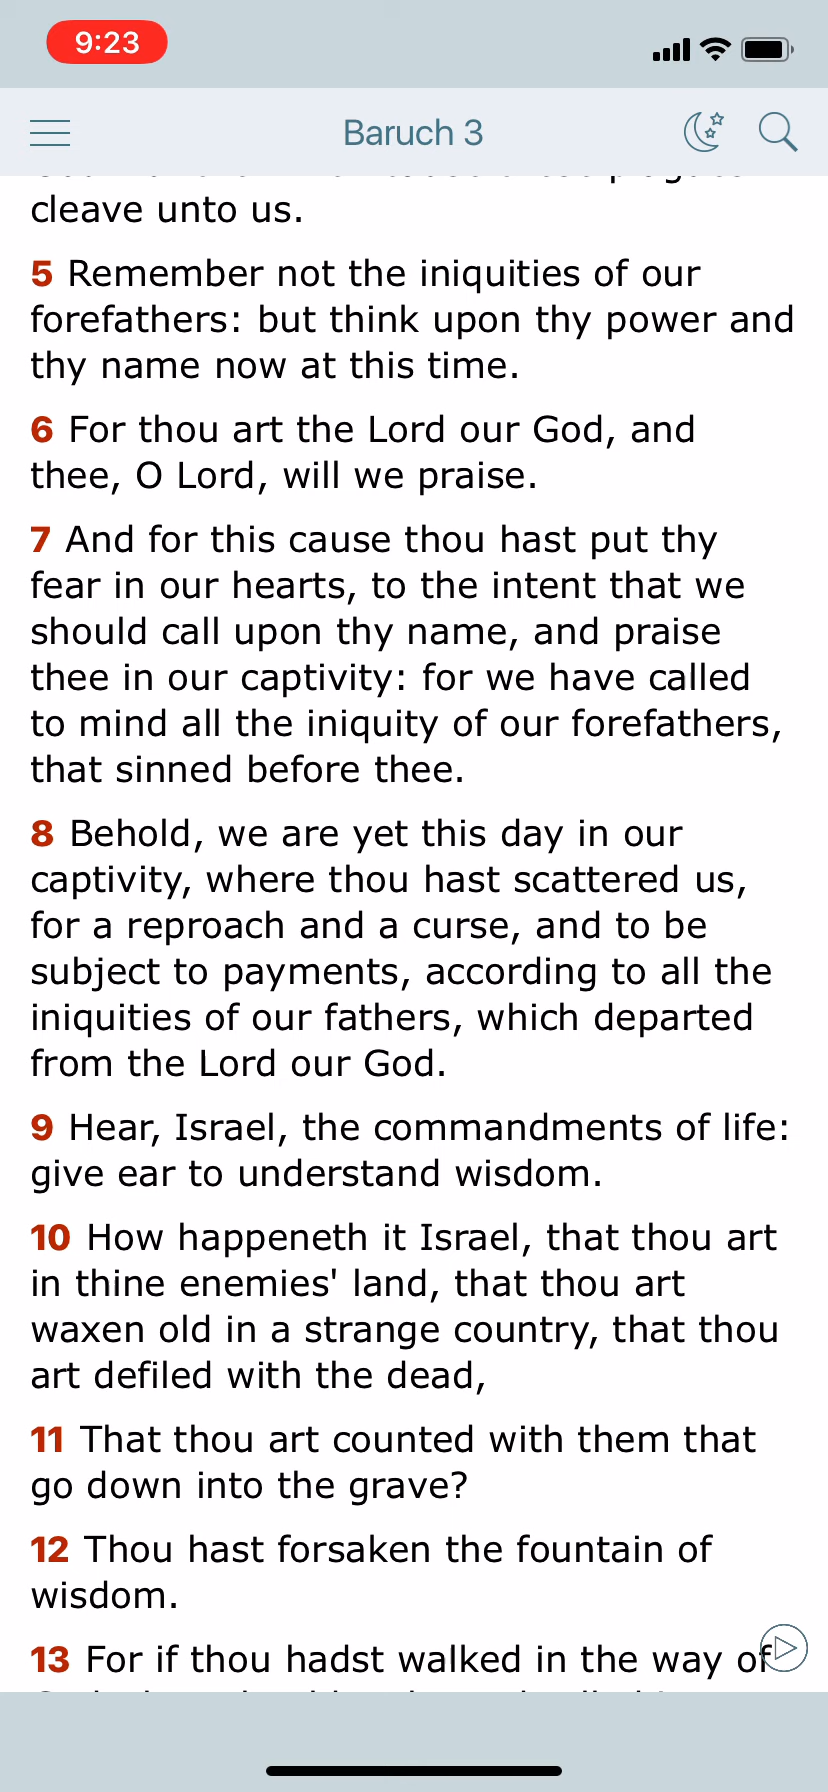 9:23
Baruch 3
cleave unto us.
5 Remember not the iniquities of our
forefathers: but think upon thy power and
thy name now at this time.
6 For thou art the Lord our God, and
thee, O Lord, will we praise.
7 And for this cause thou hast put thy
fear in our hearts, to the intent that we
should call upon thy name, and praise
thee in our captivity: for we have called
to mind all the iniquity of our forefathers,
that sinned before thee.
8 Behold, we are yet this day in our
captivity, where thou hast scattered us,
for a reproach and a curse, and to be
subject to payments, according to all the
iniquities of our fathers, which departed
from the Lord our God.
9 Hear, Israel, the commandments of life:
give ear to understand wisdom.
10 How happeneth it Israel, that thou art
in thine enemies' land, that thou art
waxen old in a strange country, that thou
art defiled with the dead,
11 That thou art counted with them that
go down into the grave?
12 Thou hast forsaken the fountain of
wisdom.
13 For if thou hadst walked in the way of